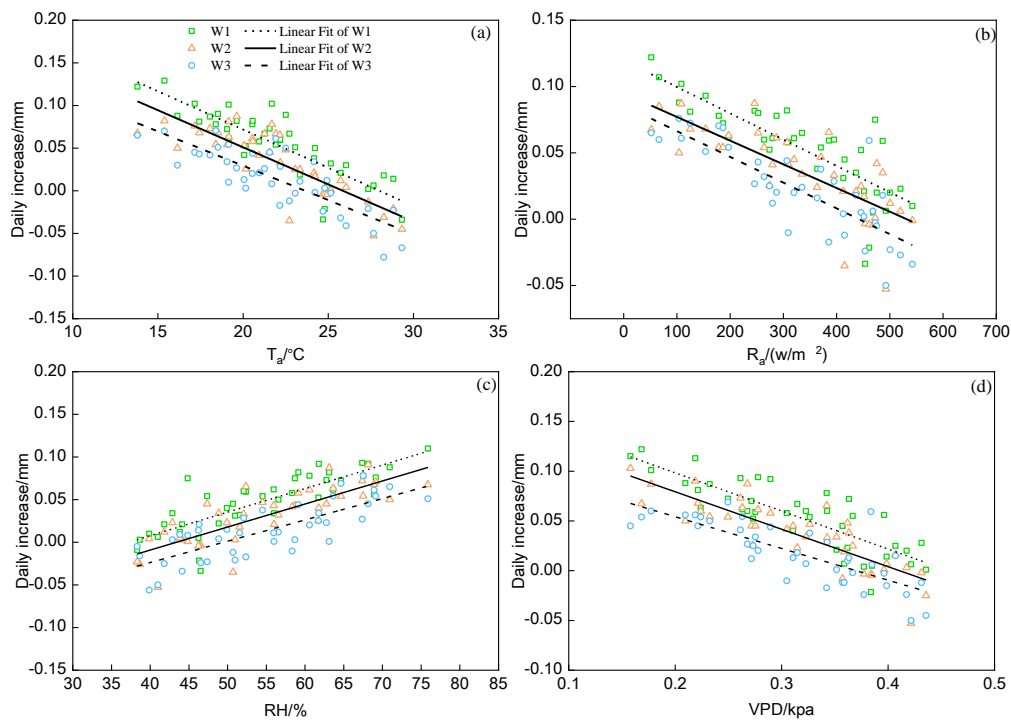 (a)
W1 Linear Fit of W1
W2 Linear Fit of W2
W3 Linear Fit of W3
0.20
0.15
0.10
0.05
0.00
-0.05
-0.10
-0.15
Daily increase/mm
10 15 20 25 30 35
Ta/°C
(b)
0.15
0.10
0.05
0.00
-0.05
Daily increase/mm
0 100 200 300 400 500 600 700
Ra/(w/m 2)
(c)
0.20
0.15
0.10
0.05
0.00
-0.05
-0.10
-0.15
Daily increase/mm
30 35 40 45 50 55 60 65 70 75 80 85
RH/%
(d)
0.20
0.15
0.10
0.05
0.00
-0.05
-0.10
Daily increase/mm
0.1 0.2 0.3 0.4 0.5
VPD/kpa